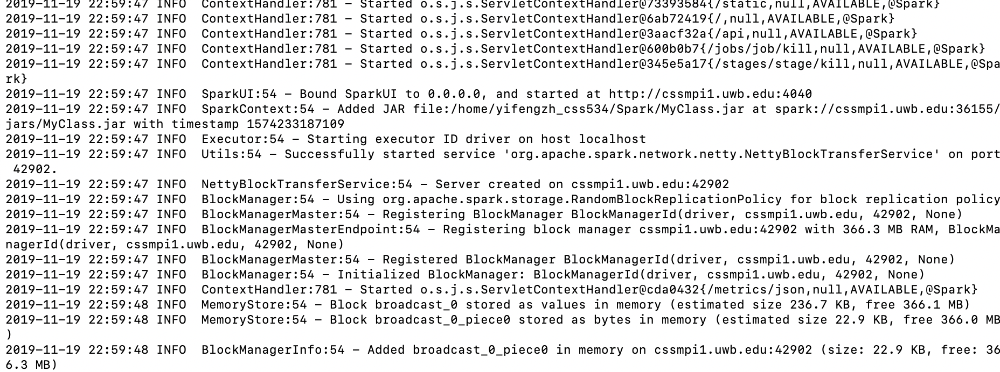 2019-11-19 22:59:47 INFO  ContextHandler:781 - Started o.s.j.s.ServletContextHandler@73393584{/static,null,AVAILABLE,@Spark}
2019-11-19 22:59:47 INFO  ContextHandler:781 - Started o.s.j.s.ServletContextHandler@6ab72419{/,null,AVAILABLE,@Spark}
2019-11-19 22:59:47 INFO  ContextHandler:781 - Started o.s.j.s.ServletContextHandler@3aacf32a{/api,null,AVAILABLE,@Spark}
2019-11-19 22:59:47 INFO  ContextHandler:781 - Started o.s.j.s.ServletContextHandler@600b0b7{/jobs/job/kill,null,AVAILABLE,@Spark}
2019-11-19 22:59:47 INFO  ContextHandler:781 - Started o.s.j.s.ServletContextHandler@345e5a17{/stages/stage/kill,null,AVAILABLE,@Spa
rk}
2019-11-19 22:59:47 INFO  SparkUI:54 - Bound SparkUI to 0.0.0.0, and started at http://cssmpi1.uwb.edu:4040
2019-11-19 22:59:47 INFO  SparkContext:54 - Added JAR file:/home/yifengzh_css534/Spark/MyClass.jar at spark://cssmpi1.uwb.edu:36155/
jars/MyClass.jar with timestamp 1574233187109
2019-11-19 22:59:47 INFO  Executor:54 - Starting executor ID driver on host localhost
2019-11-19 22:59:47 INFO  Utils:54 - Successfully started service 'org.apache.spark.network.netty.NettyBlockTransferService' on port
 42902.
2019-11-19 22:59:47 INFO  NettyBlockTransferService:54 - Server created on cssmpi1.uwb.edu:42902
2019-11-19 22:59:47 INFO  BlockManager:54 - Using org.apache.spark.storage.RandomBlockReplicationPolicy for block replication policy
2019-11-19 22:59:47 INFO  BlockManagerMaster:54 - Registering BlockManager BlockManagerId(driver, cssmpi1.uwb.edu, 42902, None)
2019-11-19 22:59:47 INFO  BlockManagerMasterEndpoint:54 - Registering block manager cssmpi1.uwb.edu:42902 with 366.3 MB RAM, BlockMa
nagerId(driver, cssmpi1.uwb.edu, 42902, None)
2019-11-19 22:59:47 INFO  BlockManagerMaster:54 - Registered BlockManager BlockManagerId(driver, cssmpi1.uwb.edu, 42902, None)
2019-11-19 22:59:47 INFO  BlockManager:54 - Initialized BlockManager: BlockManagerId(driver, cssmpi1.uwb.edu, 42902, None)
2019-11-19 22:59:47 INFO  ContextHandler:781 - Started o.s.j.s.ServletContextHandler@cda0432{/metrics/json,null,AVAILABLE,@Spark}
2019-11-19 22:59:48 INFO  MemoryStore:54 - Block broadcast_0 stored as values in memory (estimated size 236.7 KB, free 366.1 MB)
2019-11-19 22:59:48 INFO  MemoryStore:54 - Block broadcast_0_piece0 stored as bytes in memory (estimated size 22.9 KB, free 366.0 MB
)
2019-11-19 22:59:48 INFO  BlockManagerInfo:54 - Added broadcast_0_piece0 in memory on cssmpi1.uwb.edu:42902 (size: 22.9 KB, free: 36
6.3 MB)